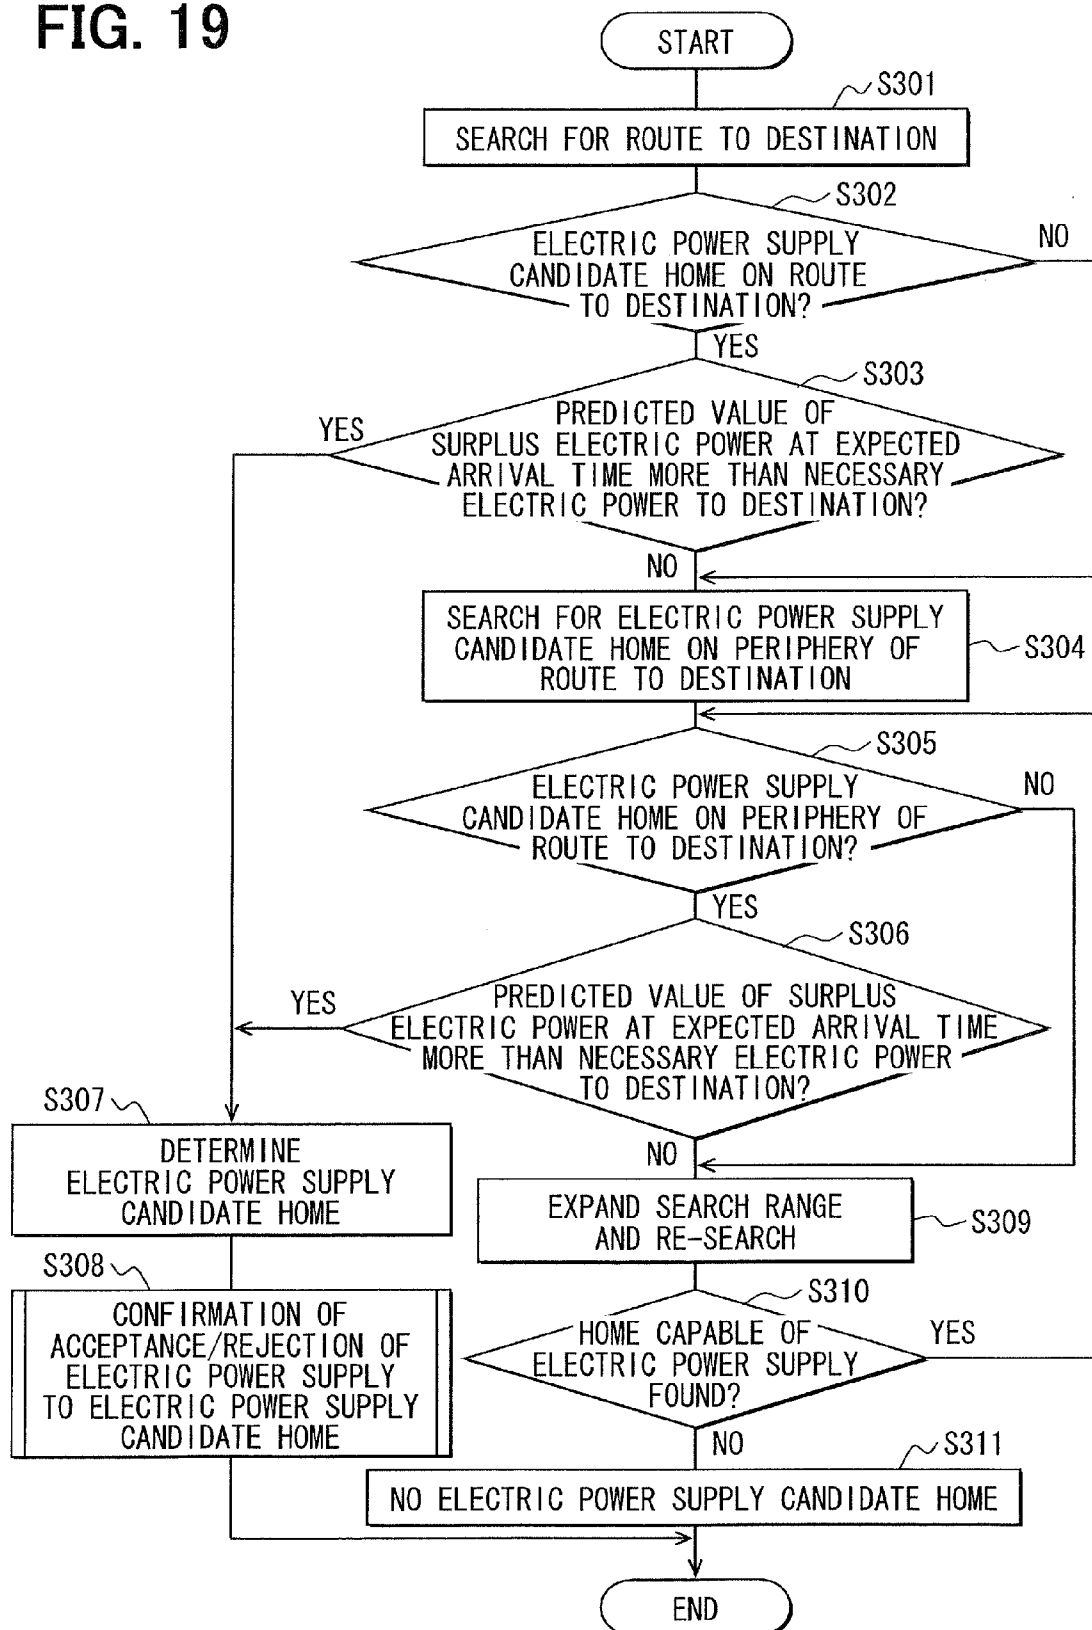 FIG. 19
START
S301
SEARCH FOR ROUTE TO DESTINATION
S302
ELECTRIC POWER SUPPLY
CANDIDATE HOME ON ROUTE
TO DESTINATION?
NO
YES
S303
PREDICTED VALUE OF
SURPLUS ELECTRIC POWER AT EXPECTED
ARRIVAL TIME MORE THAN NECESSARY
ELECTRIC POWER TO DESTINATION?
YES
NO
SEARCH FOR ELECTRIC POWER SUPPLY
CANDIDATE HOME ON PERIPHERY OF
ROUTE TO DESTINATION
S304
S305
ELECTRIC POWER SUPPLY
CANDIDATE HOME ON PERIPHERY OF
ROUTE TO DESTINATION?
NO
YES
S306
PREDICTED VALUE OF SURPLUS
ELECTRIC POWER AT EXPECTED ARRIVAL TIME
MORE THAN NECESSARY ELECTRIC POWER
TO DESTINATION?
YES
NO
S307
DETERMINE
ELECTRIC POWER SUPPLY
CANDIDATE HOME
S308
CONFIRMATION OF
ACCEPTANCE/REJECTION OF
ELECTRIC POWER SUPPLY
TO ELECTRIC POWER SUPPLY
CANDIDATE HOME
EXPAND SEARCH RANGE
AND RE-SEARCH
S309
S310
HOME CAPABLE OF
ELECTRIC POWER SUPPLY
FOUND?
YES
NO
S311
NO ELECTRIC POWER SUPPLY CANDIDATE HOME
END